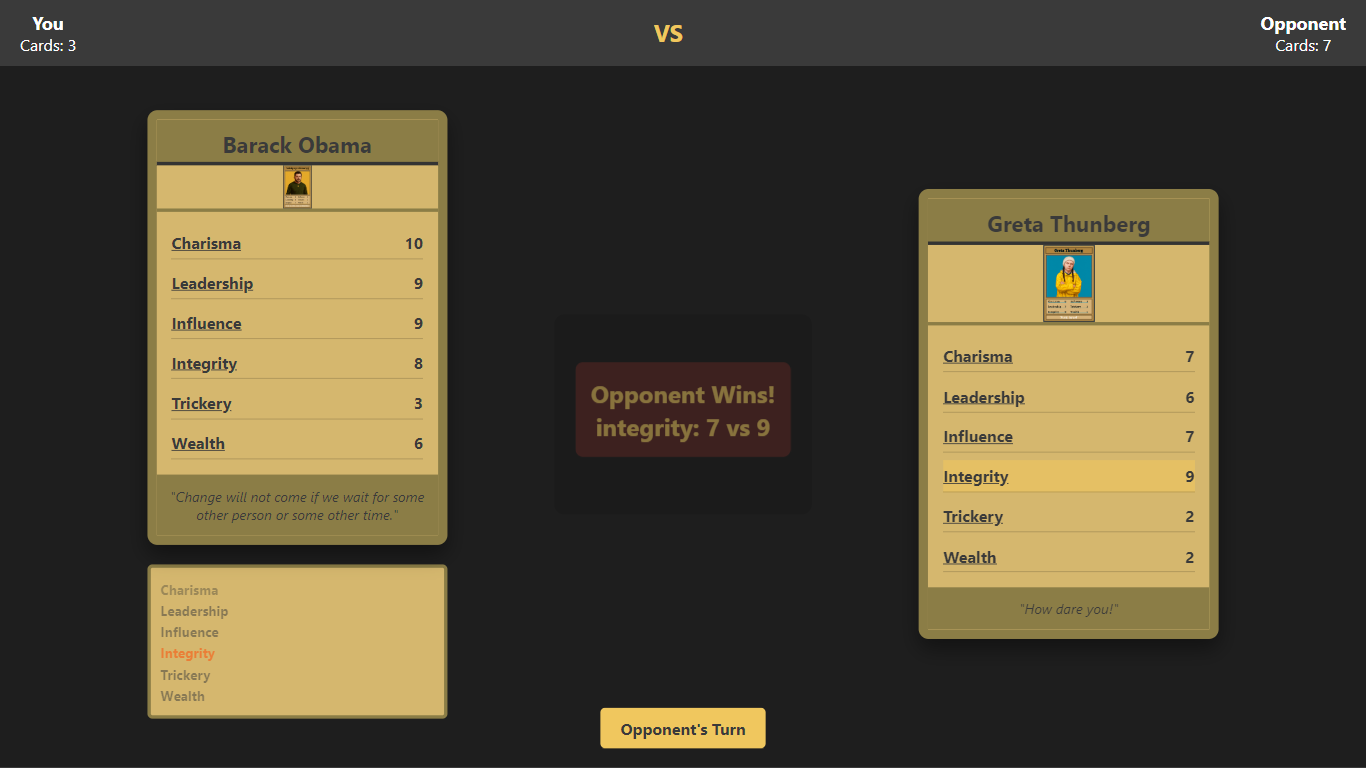 You
Cards: 3
VS
Opponent
Cards: 7
Barack Obama
Charisma 10
Leadership 9
Influence 9
Integrity 8
Trickery 3
Wealth 6
"Change will not come if we wait for some
other person or some other time."
Charisma
Leadership
Influence
Integrity
Trickery
Wealth
Opponent Wins!
integrity: 7 vs 9
Opponent's Turn
Greta Thunberg
Greta Thunberg
Charisma 7
Leadership 6
Influence 7
Integrity 9
Trickery 2
Wealth 2
"How dare you!"